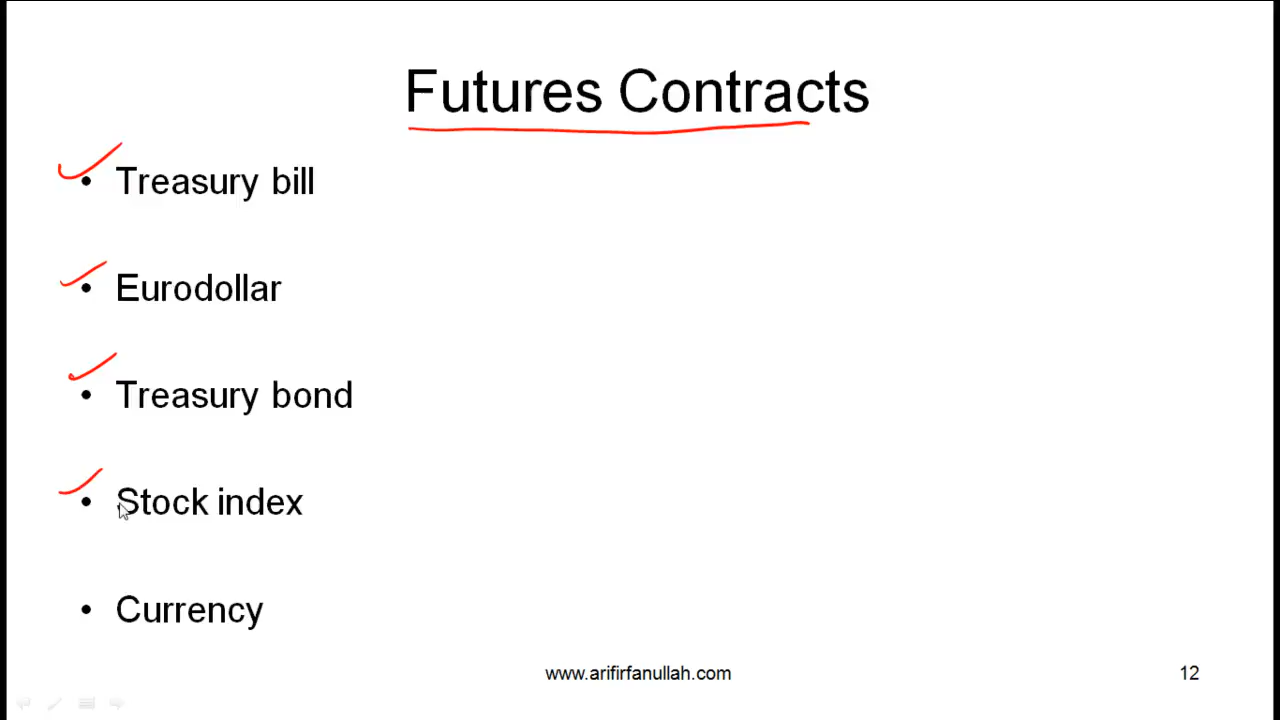 Futures Contracts
• Treasury bill
• Eurodollar
• Treasury bond
• Stock index
• Currency
www.arifirfanullah.com
12